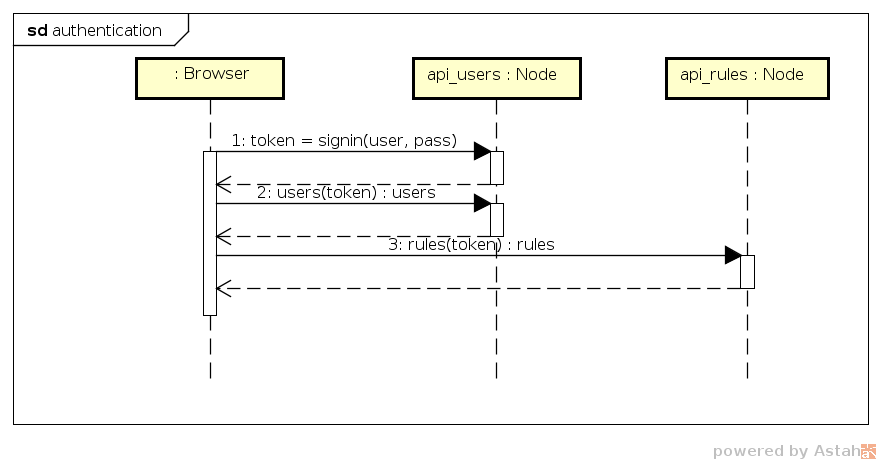 sd authentication
: Browser
api_users : Node
api_rules : Node
1: token = signin(user, pass)
2: users(token) : users
3: rules(token) : rules
powered by Astah